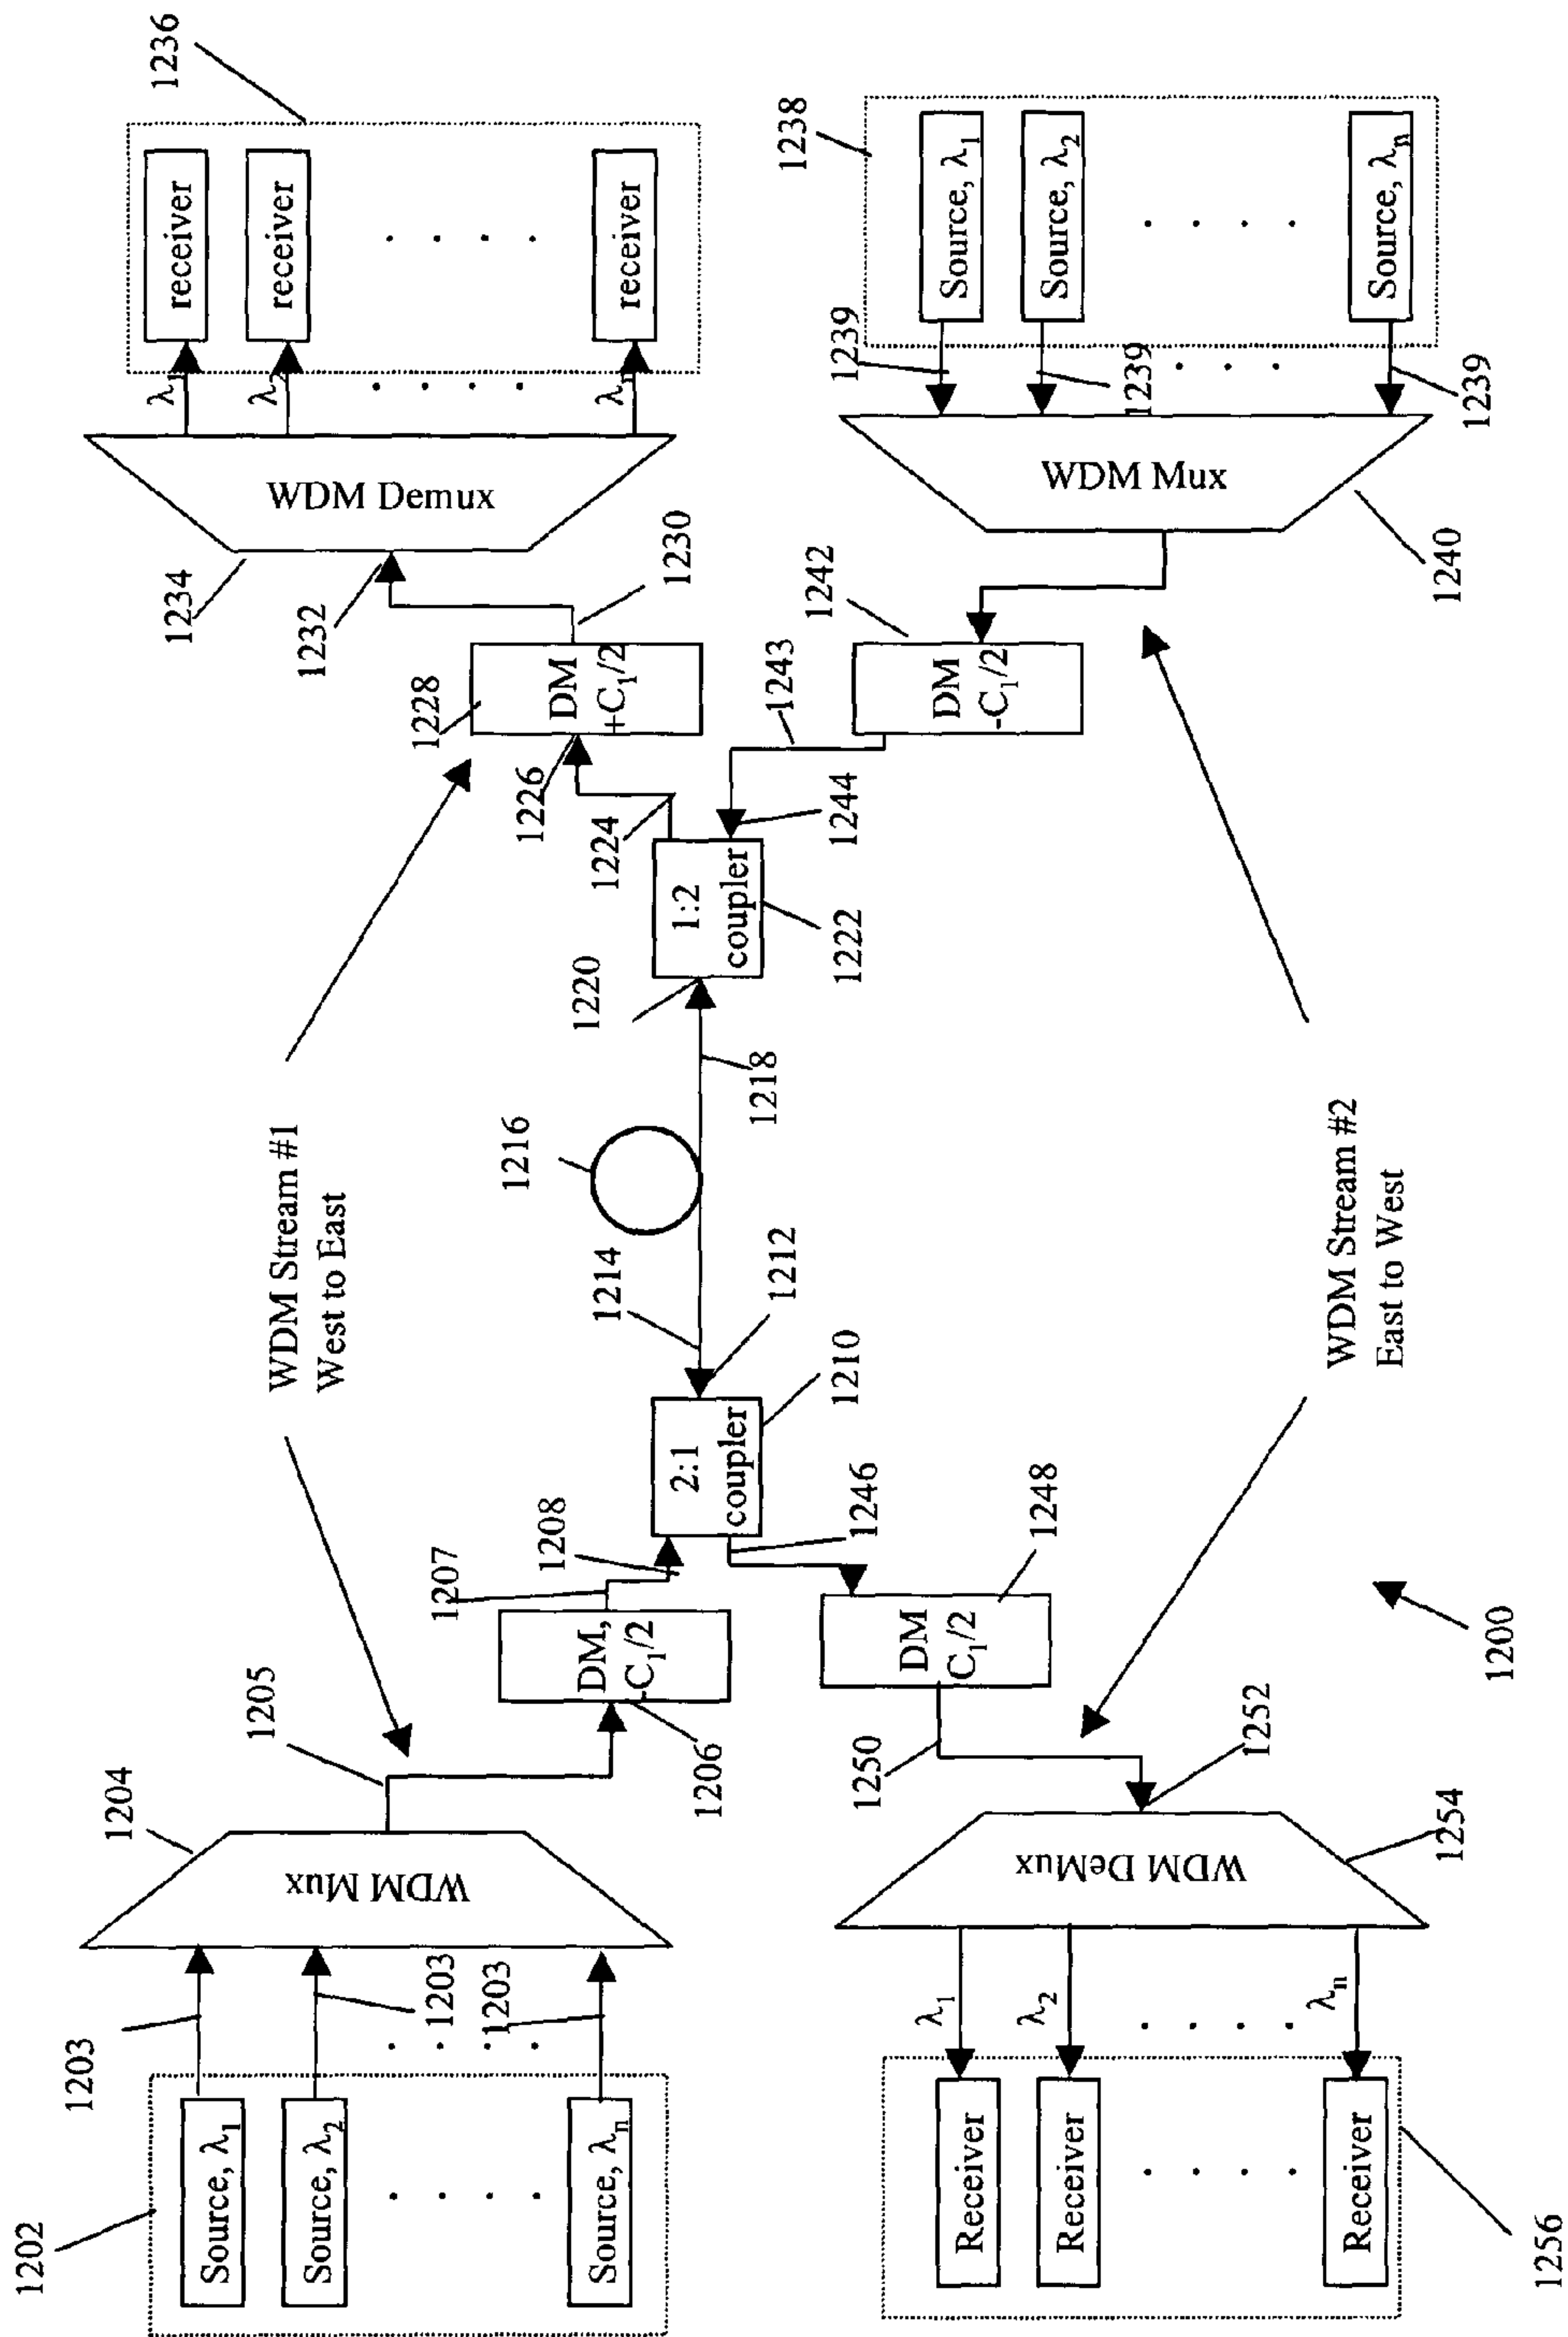 1202
Source, λ1
Source, λ2
. . . .
Source, λn
1203
1203
1203
. . . .
1204
WDM Mux
1205
DM,
-C1/2
1206
1207
1208
WDM Stream #1
West to East
2:1
coupler
1210
1212
1214
1216
1218
1220
1:2
coupler
1222
1224
1226
1228
DM
+C1/2
1230
1232
1234
WDM Demux
λ1
λ2
. . . .
λn
receiver
receiver
. . . .
receiver
1236
1238
Source, λ1
Source, λ2
. . . .
Source, λn
1239
1239
. . .
1239
WDM Mux
1240
1242
DM
-C1/2
1243
1244
WDM Stream #2
East to West
1246
1248
DM
C1/2
1250
1252
WDM DeMux
1254
λ1
λ2
. . . .
λn
Receiver
Receiver
. . . .
Receiver
1256
1200